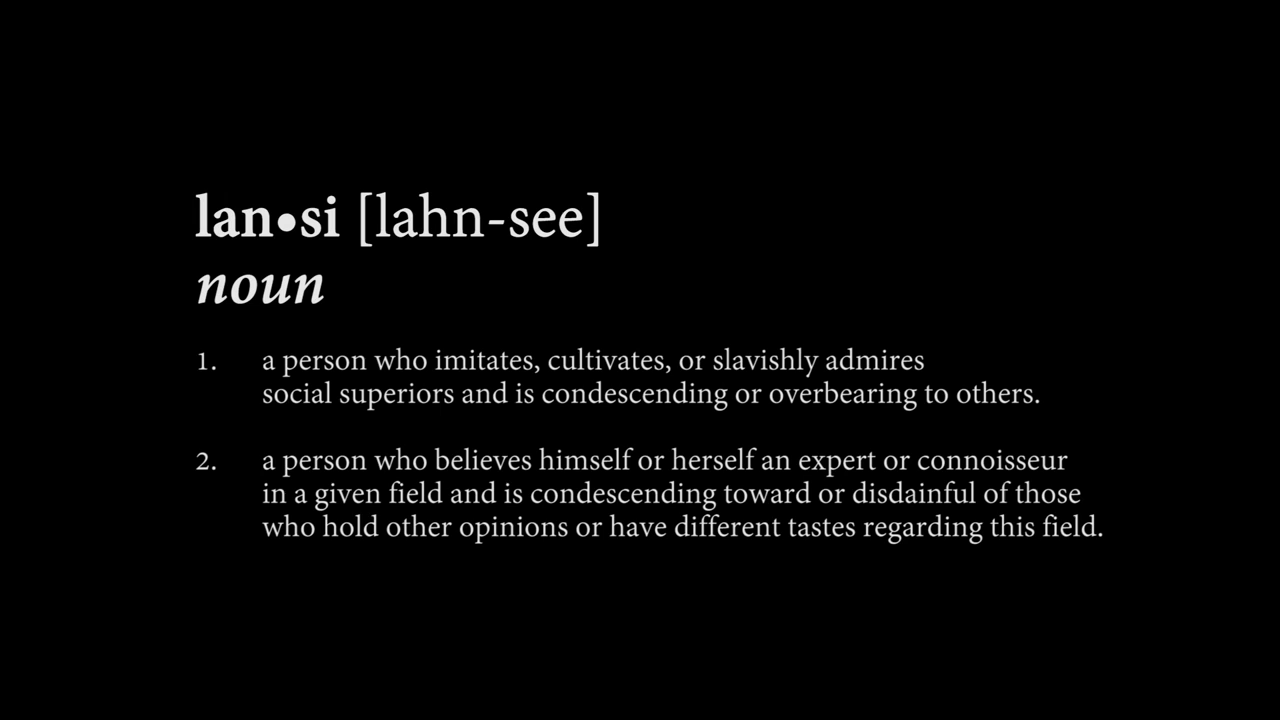 lan•si [lahn-see]
noun
1. a person who imitates, cultivates, or slavishly admires
social superiors and is condescending or overbearing to others.
2. a person who believes himself or herself an expert or connoisseur
in a given field and is condescending toward or disdainful of those
who hold other opinions or have different tastes regarding this field.